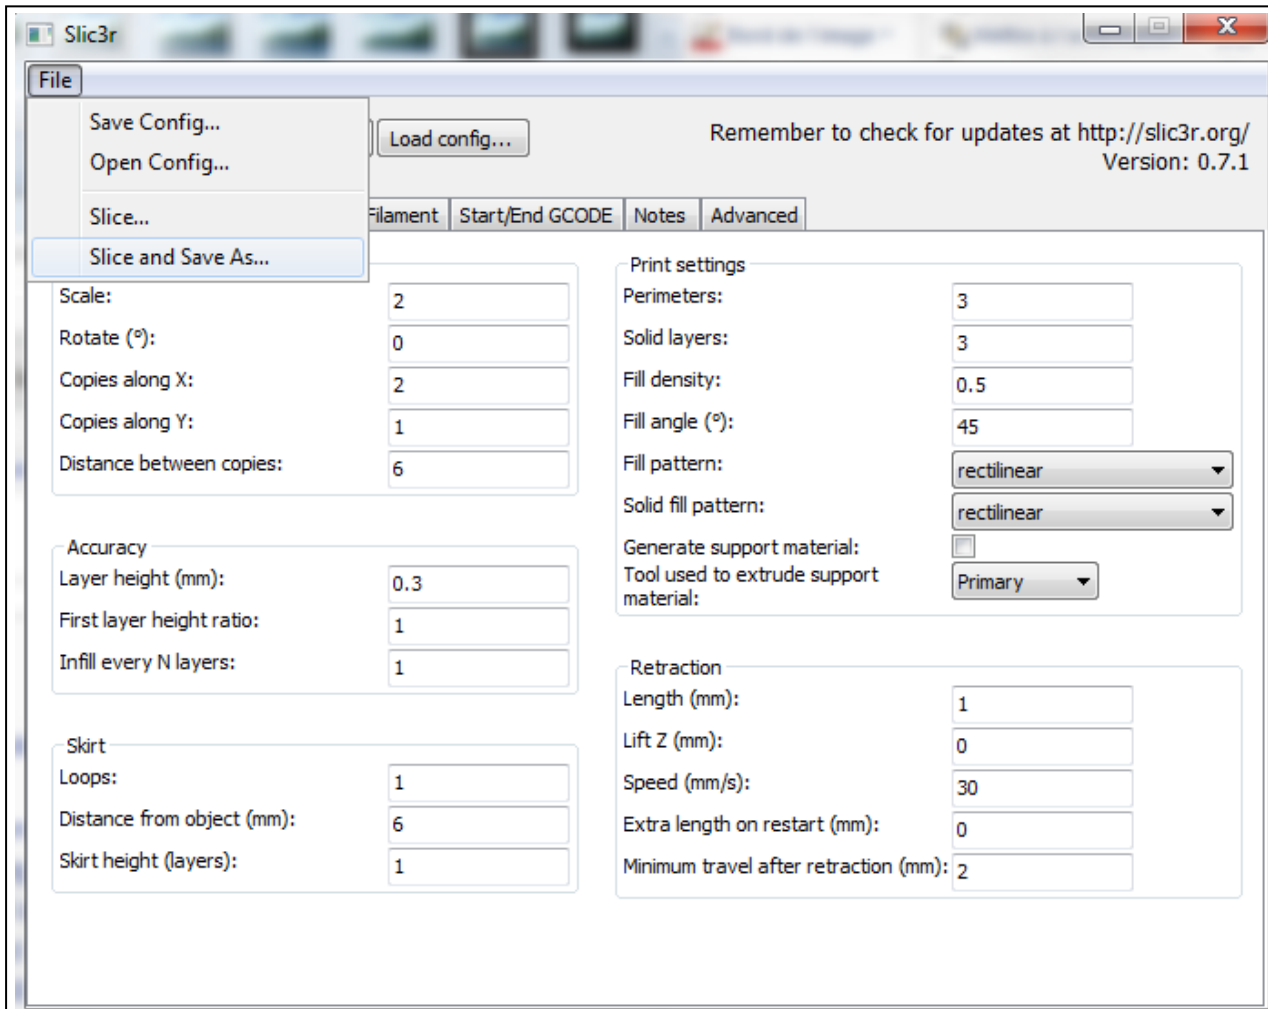 Slic3r
File
Save Config...
Open Config...
Slice...
Slice and Save As...
Load config...
Remember to check for updates at http://slic3r.org/
Version: 0.7.1
Filament
Start/End GCODE
Notes
Advanced
Scale:
2
Rotate (°):
0
Copies along X:
2
Copies along Y:
1
Distance between copies:
6
Accuracy
Layer height (mm):
0.3
First layer height ratio:
1
Infill every N layers:
1
Skirt
Loops:
1
Distance from object (mm):
6
Skirt height (layers):
1
Print settings
Perimeters:
3
Solid layers:
3
Fill density:
0.5
Fill angle (°):
45
Fill pattern:
rectilinear
Solid fill pattern:
rectilinear
Generate support material:
Tool used to extrude support
material:
Primary
Retraction
Length (mm):
1
Lift Z (mm):
0
Speed (mm/s):
30
Extra length on restart (mm):
0
Minimum travel after retraction (mm):
2